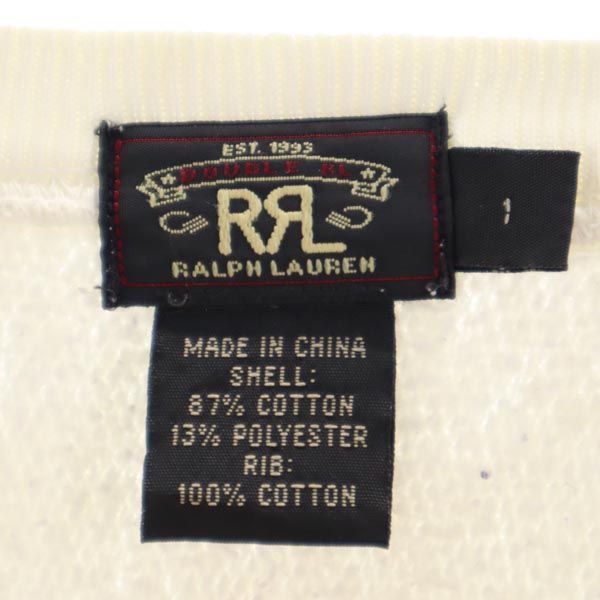 EST. 1993
DOUBLE RL
RRL
RALPH LAUREN
1
MADE IN CHINA
SHELL:
87% COTTON
13% POLYESTER
RIB:
100% COTTON